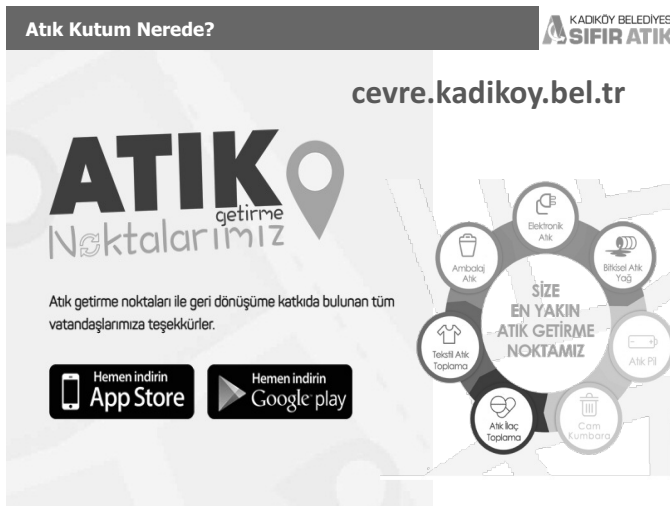 Atık Kutum Nerede?
KADIKÖY BELEDİYES
SIFIR ATIK
cevre.kadikoy.bel.tr
ATIK
getirme
Noktalarımız
Atık getirme noktaları ile geri dönüşüme katkıda bulunan tüm
vatandaşlarımıza teşekkürler.
Hemen indirin
App Store
Hemen indirin
Google play
Elektronik
Atık
Ambalaj
Atık
Bitkisel Atık
Yağ
SİZE
EN YAKIN
ATIK GETİRME
NOKTAMIZ
Tekstil Atık
Toplama
Atık Pil
Atık İlaç
Toplama
Cam
Kumbara